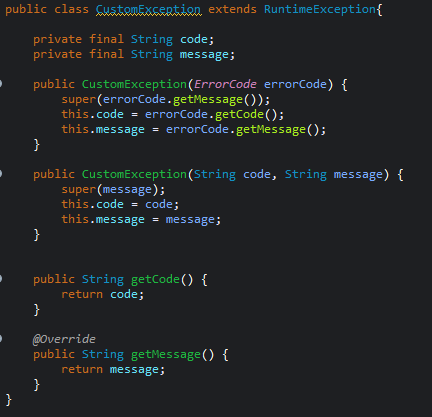 public class CustomException extends RuntimeException{
private final String code;
private final String message;
public CustomException(ErrorCode errorCode) {
super(errorCode.getMessage());
this.code = errorCode.getCode();
this.message = errorCode.getMessage();
}
public CustomException(String code, String message) {
super(message);
this.code = code;
this.message = message;
}
public String getCode() {
return code;
}
@Override
public String getMessage() {
return message;
}
}